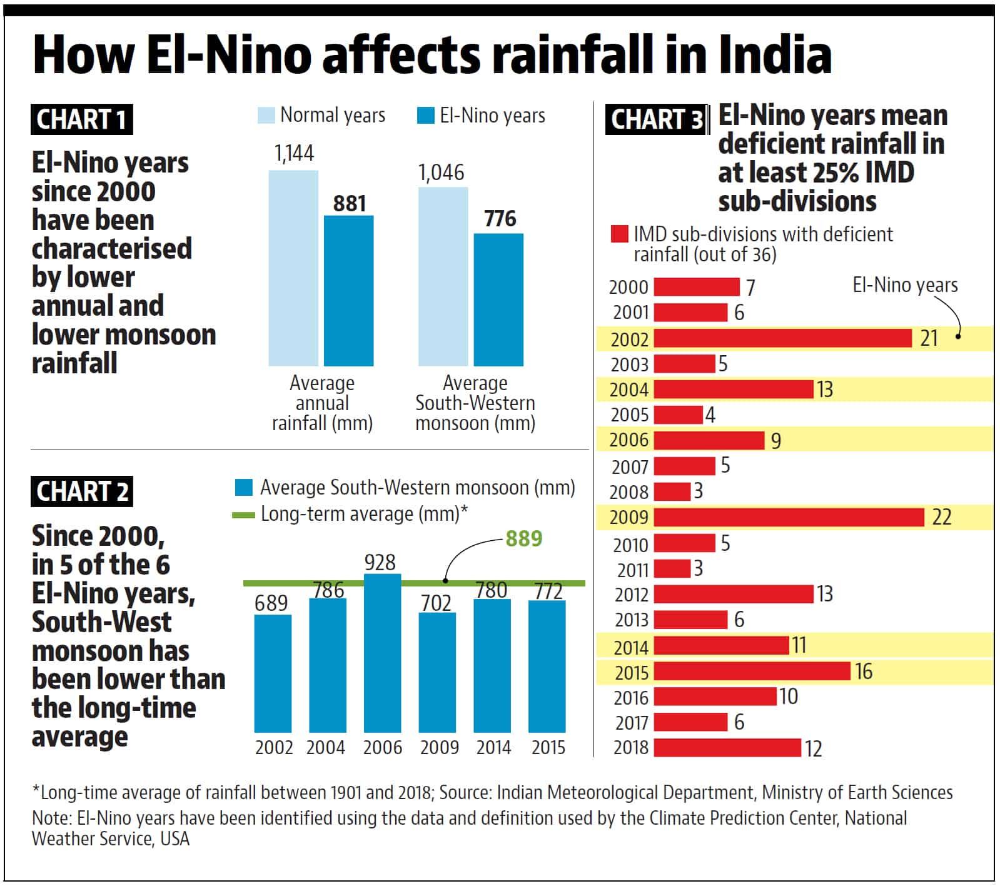 How El-Nino affects rainfall in India
CHART 1
El-Nino years
since 2000
have been
characterised
by lower
annual and
lower monsoon
rainfall
Normal years
El-Nino years
1,144
881
1,046
776
Average
annual
rainfall (mm)
Average
South-Western
monsoon (mm)
CHART 2
Since 2000,
in 5 of the 6
El-Nino years,
South-West
monsoon has
been lower than
the long-time
average
Average South-Western monsoon (mm)
Long-term average (mm)*
889
689
786
928
702
780
772
2002
2004
2006
2009
2014
2015
CHART 3
El-Nino years mean
deficient rainfall in
at least 25% IMD
sub-divisions
IMD sub-divisions with deficient
rainfall (out of 36)
El-Nino years
2000 7
2001 6
2002 21
2003 5
2004 13
2005 4
2006 9
2007 5
2008 3
2009 22
2010 5
2011 3
2012 13
2013 6
2014 11
2015 16
2016 10
2017 6
2018 12
*Long-time average of rainfall between 1901 and 2018; Source: Indian Meteorological Department, Ministry of Earth Sciences
Note: El-Nino years have been identified using the data and definition used by the Climate Prediction Center, National
Weather Service, USA